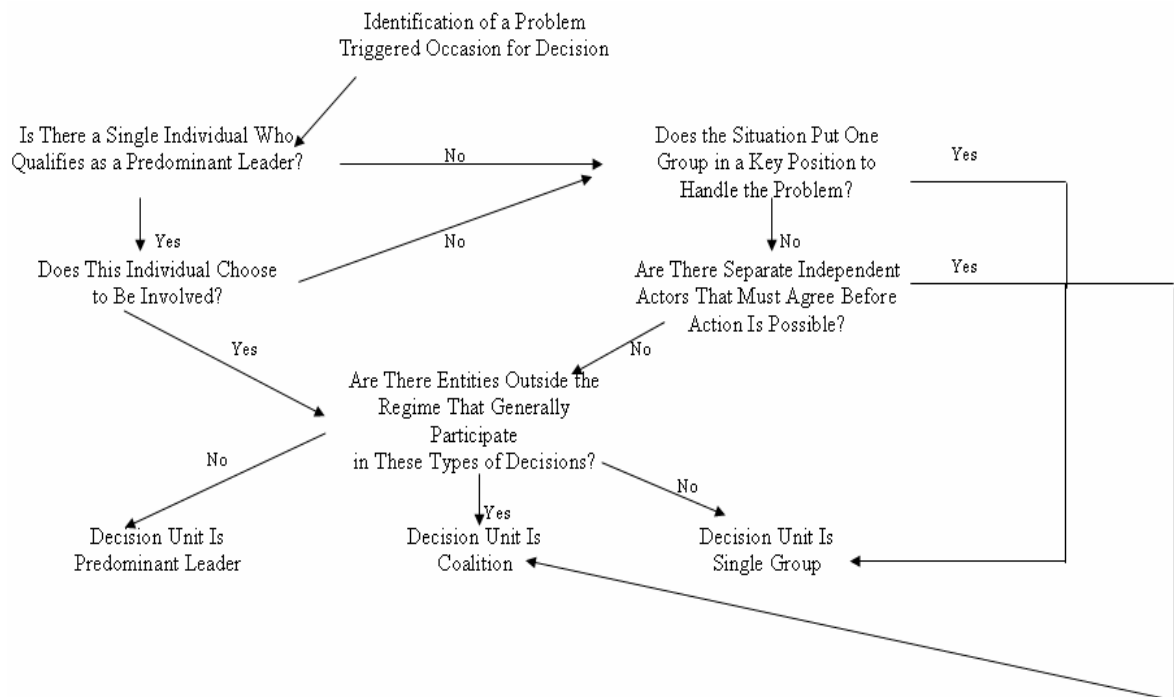 Identification of a Problem
Triggered Occasion for Decision
Is There a Single Individual Who
Qualifies as a Predominant Leader?
No
Does the Situation Put One
Group in a Key Position to
Handle the Problem?
Yes
Yes
No
No
Does This Individual Choose
to Be Involved?
Are There Separate Independent
Actors That Must Agree Before
Action Is Possible?
Yes
Yes
No
Are There Entities Outside the
Regime That Generally
Participate
in These Types of Decisions?
No
Yes
No
Decision Unit Is
Predominant Leader
Decision Unit Is
Coalition
Decision Unit Is
Single Group